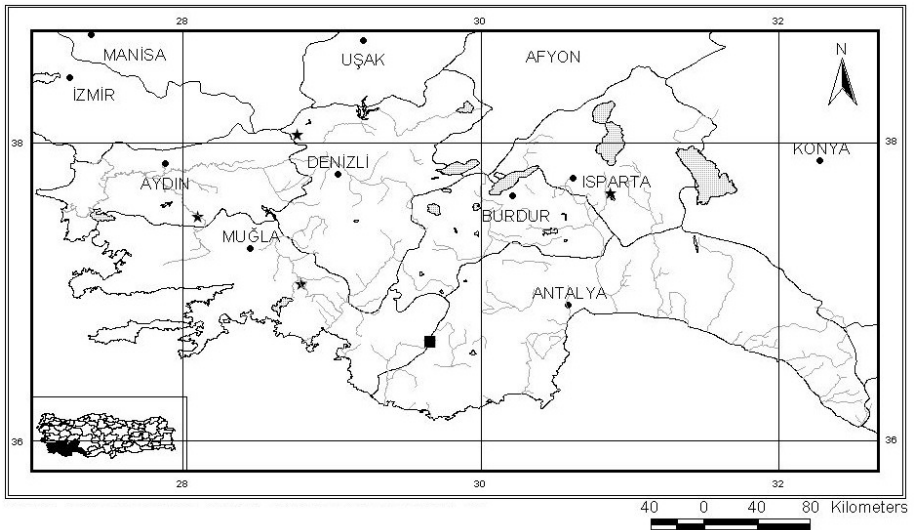 28 30 32
MANİSA
UŞAK
AFYON
N
İZMİR
38 38
KONYA
DENİZLİ
AYDIN
ISPARTA
BURDUR
MUĞLA
ANTALYA
36 36
28 30 32
40 0 40 80 Kilometers